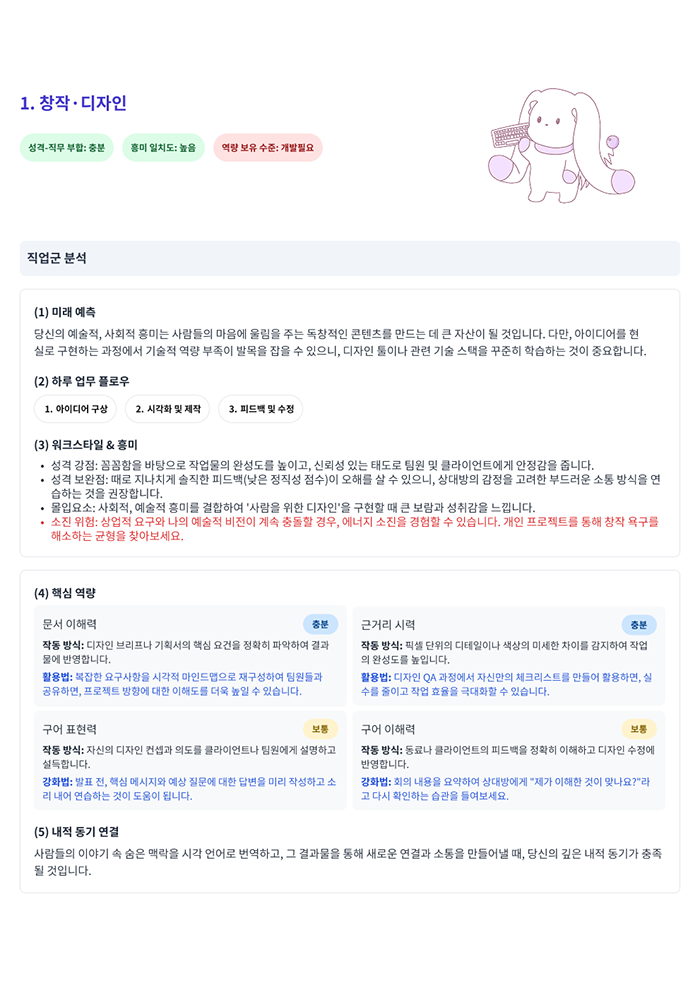 1. 창작·디자인
성격-직무 부합: 충분
흥미 일치도: 높음
역량 보유 수준: 개발필요
직업군 분석
(1) 미래 예측
당신의 예술적, 사회적 흥미는 사람들의 마음에 울림을 주는 독창적인 콘텐츠를 만드는 데 큰 자산이 될 것입니다. 다만, 아이디어를 현
실로 구현하는 과정에서 기술적 역량 부족이 발목을 잡을 수 있으니, 디자인 툴이나 관련 기술 스택을 꾸준히 학습하는 것이 중요합니다.
(2) 하루 업무 플로우
1. 아이디어 구상
2. 시각화 및 제작
3. 피드백 및 수정
(3) 워크스타일 & 흥미
• 성격 강점: 꼼꼼함을 바탕으로 작업물의 완성도를 높이고, 신뢰성 있는 태도로 팀원 및 클라이언트에게 안정감을 줍니다.
• 성격 보완점: 때로 지나치게 솔직한 피드백(낮은 정직성 점수)이 오해를 살 수 있으니, 상대방의 감정을 고려한 부드러운 소통 방식을 연
습하는 것을 권장합니다.
• 몰입요소: 사회적, 예술적 흥미를 결합하여 '사람을 위한 디자인'을 구현할 때 큰 보람과 성취감을 느낍니다.
• 소진 위험: 상업적 요구와 나의 예술적 비전이 계속 충돌할 경우, 에너지 소진을 경험할 수 있습니다. 개인 프로젝트를 통해 창작 욕구를
해소하는 균형을 찾아보세요.
(4) 핵심 역량
문서 이해력
충분
작동 방식: 디자인 브리프나 기획서의 핵심 요건을 정확히 파악하여 결과
물에 반영합니다.
활용법: 복잡한 요구사항을 시각적 마인드맵으로 재구성하여 팀원들과
공유하면, 프로젝트 방향에 대한 이해도를 더욱 높일 수 있습니다.
근거리 시력
충분
작동 방식: 픽셀 단위의 디테일이나 색상의 미세한 차이를 감지하여 작업
의 완성도를 높입니다.
활용법: 디자인 QA 과정에서 자신만의 체크리스트를 만들어 활용하면, 실
수를 줄이고 작업 효율을 극대화할 수 있습니다.
구어 표현력
보통
작동 방식: 자신의 디자인 컨셉과 의도를 클라이언트나 팀원에게 설명하고
설득합니다.
강화법: 발표 전, 핵심 메시지와 예상 질문에 대한 답변을 미리 작성하고 소
리 내어 연습하는 것이 도움이 됩니다.
구어 이해력
보통
작동 방식: 동료나 클라이언트의 피드백을 정확히 이해하고 디자인 수정에
반영합니다.
강화법: 회의 내용을 요약하여 상대방에게 "제가 이해한 것이 맞나요?"라
고 다시 확인하는 습관을 들여보세요.
(5) 내적 동기 연결
사람들의 이야기 속 숨은 맥락을 시각 언어로 번역하고, 그 결과물을 통해 새로운 연결과 소통을 만들어낼 때, 당신의 깊은 내적 동기가 충족
될 것입니다.